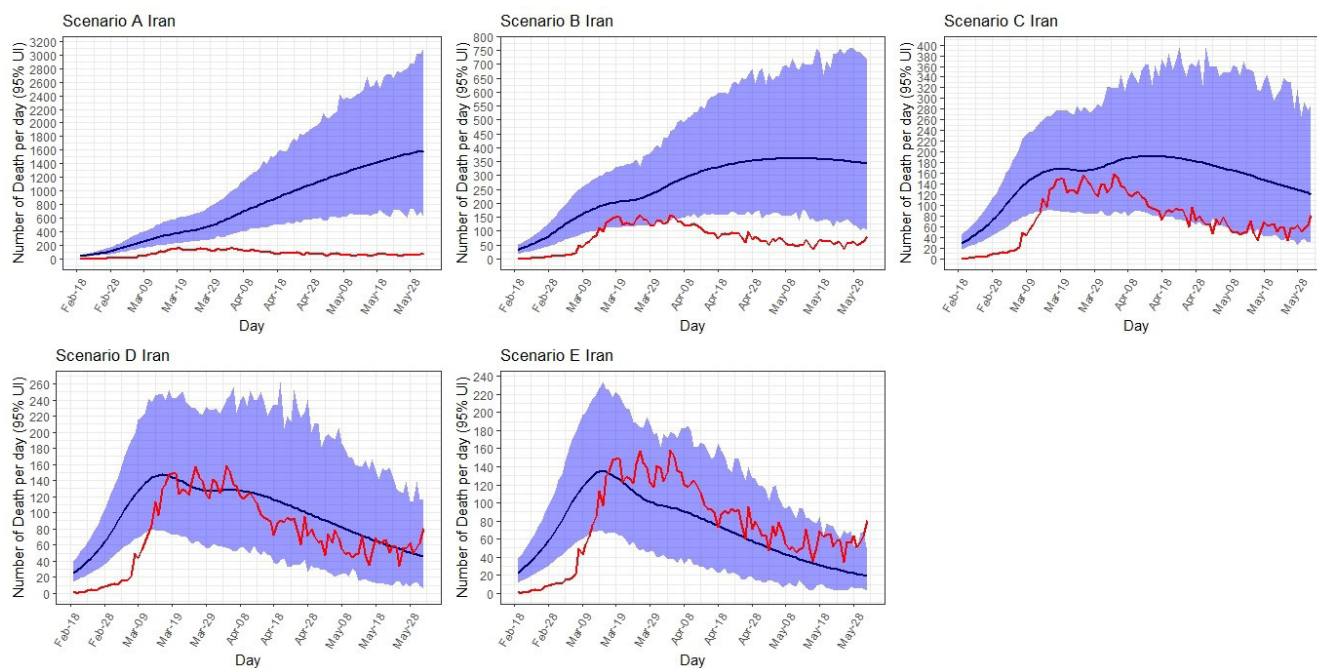 Scenario A Iran
Number of Death per day (95% UI)
3200
3000
2800
2600
2400
2200
2000
1800
1600
1400
1200
1000
800
600
400
200
0
Feb-18
Feb-28
Mar-09
Mar-19
Mar-29
Apr-08
Apr-18
Apr-28
May-08
May-18
May-28
Day
Scenario B Iran
Number of Death per day (95% UI)
800
750
700
650
600
550
500
450
400
350
300
250
200
150
100
50
0
Feb-18
Feb-28
Mar-09
Mar-19
Mar-29
Apr-08
Apr-18
Apr-28
May-08
May-18
May-28
Day
Scenario C Iran
Number of Death per day (95% UI)
400
380
360
340
320
300
280
260
240
220
200
180
160
140
120
100
80
60
40
20
0
Feb-18
Feb-28
Mar-09
Mar-19
Mar-29
Apr-08
Apr-18
Apr-28
May-08
May-18
May-28
Day
Scenario D Iran
Number of Death per day (95% UI)
260
240
220
200
180
160
140
120
100
80
60
40
20
0
Feb-18
Feb-28
Mar-09
Mar-19
Mar-29
Apr-08
Apr-18
Apr-28
May-08
May-18
May-28
Day
Scenario E Iran
Number of Death per day (95% UI)
240
220
200
180
160
140
120
100
80
60
40
20
0
Feb-18
Feb-28
Mar-09
Mar-19
Mar-29
Apr-08
Apr-18
Apr-28
May-08
May-18
May-28
Day